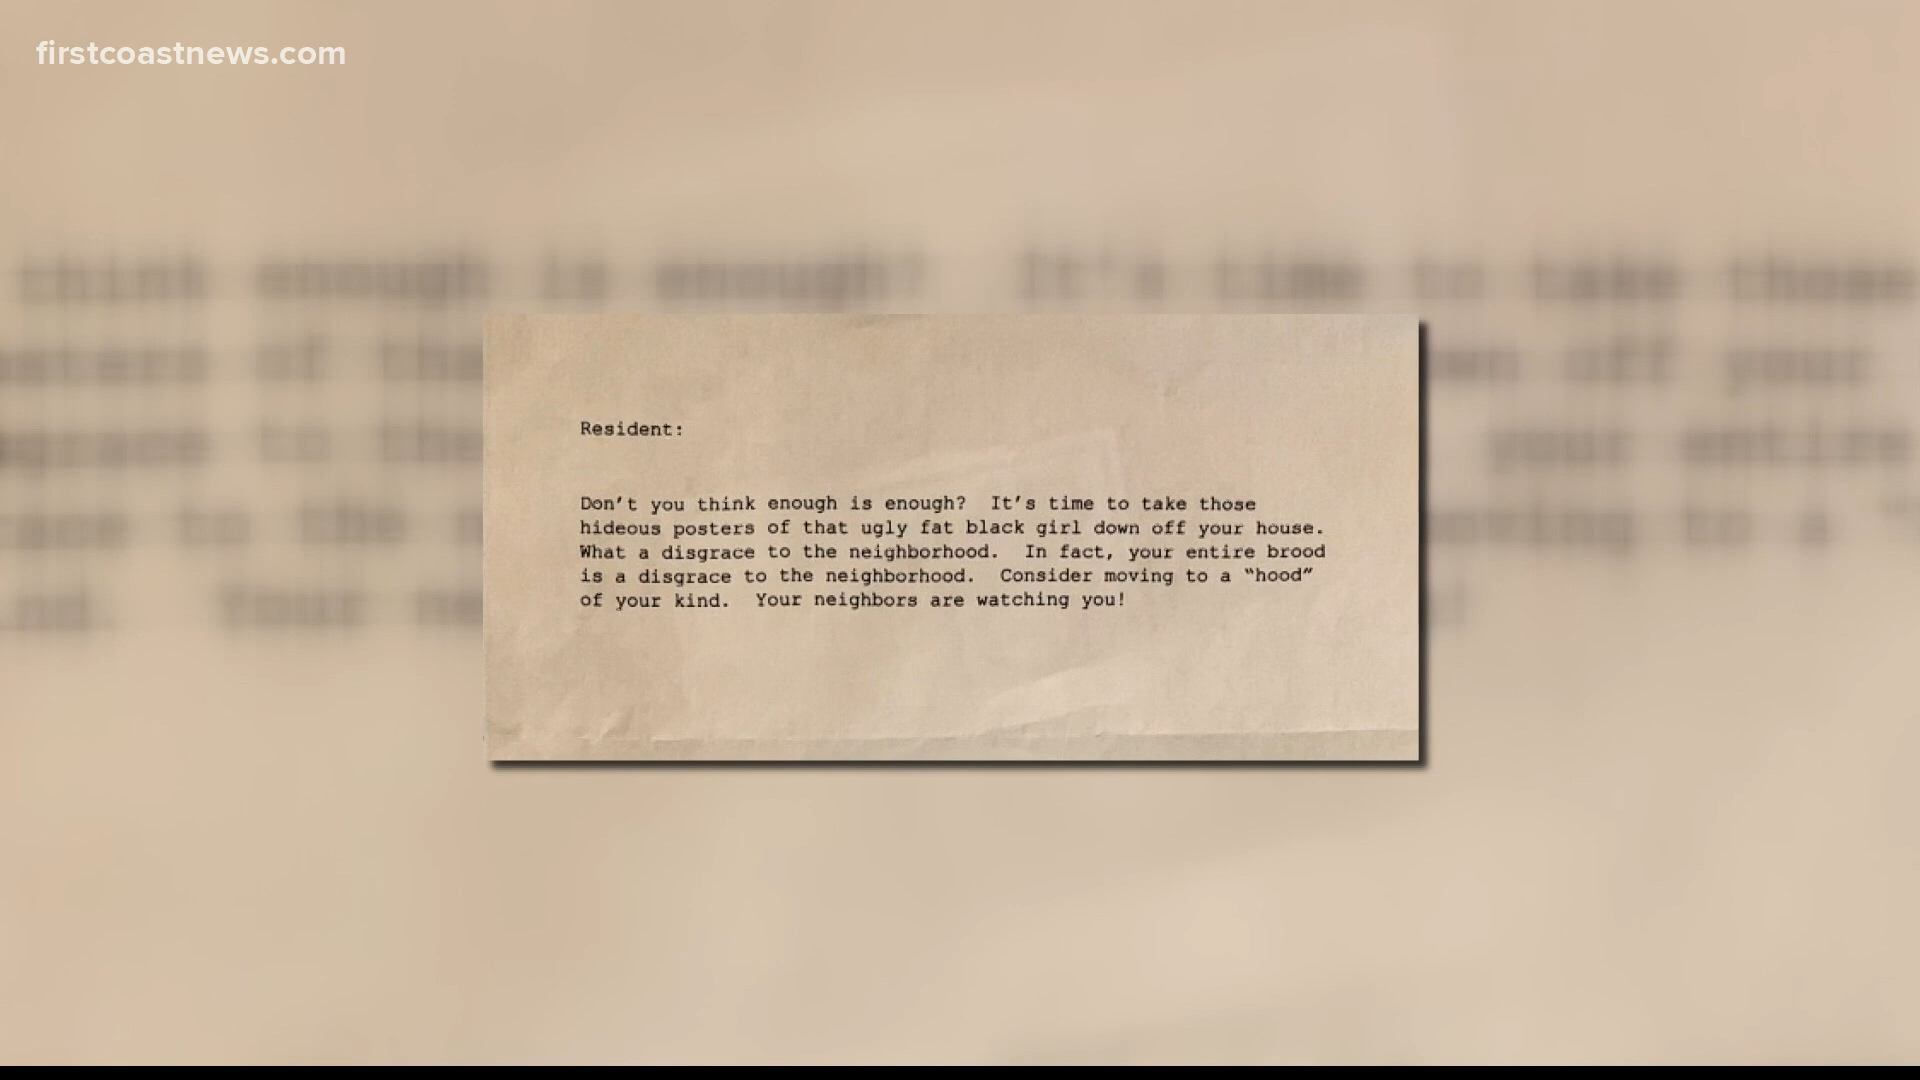 firstcoastnews.com
Resident:
Don't you think enough is enough?  It's time to take those
hideous posters of that ugly fat black girl down off your house.
What a disgrace to the neighborhood.  In fact, your entire brood
is a disgrace to the neighborhood.  Consider moving to a "hood"
of your kind.  Your neighbors are watching you!